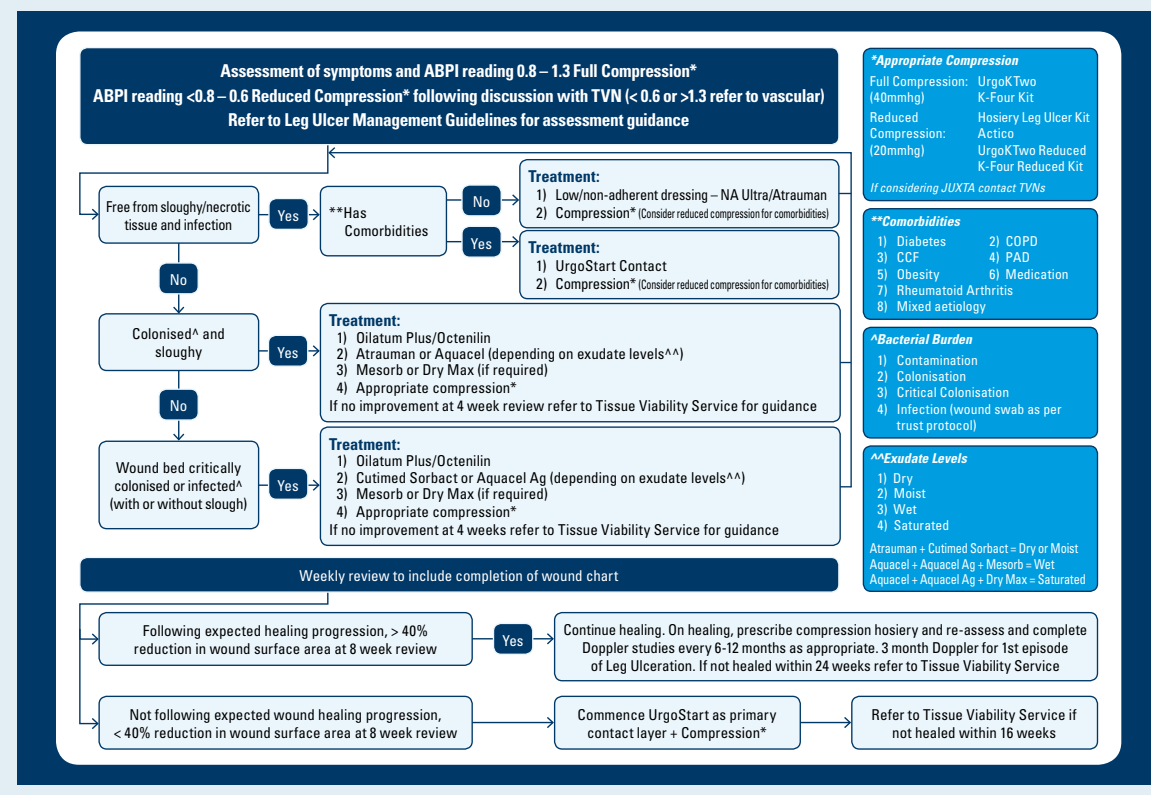 Assessment of symptoms and ABPI reading 0.8 – 1.3 Full Compression*
ABPI reading <0.8 – 0.6 Reduced Compression* following discussion with TVN (< 0.6 or >1.3 refer to vascular)
Refer to Leg Ulcer Management Guidelines for assessment guidance
Free from sloughy/necrotic
tissue and infection
Yes
**Has
Comorbidities
No
Treatment:
1) Low/non-adherent dressing – NA Ultra/Atrauman
2) Compression* (Consider reduced compression for comorbidities)
Yes
Treatment:
1) UrgoStart Contact
2) Compression* (Consider reduced compression for comorbidities)
No
Colonised^ and
sloughy
Yes
Treatment:
1) Oilatum Plus/Octenilin
2) Atrauman or Aquacel (depending on exudate levels^^)
3) Mesorb or Dry Max (if required)
4) Appropriate compression*
If no improvement at 4 week review refer to Tissue Viability Service for guidance
No
Wound bed critically
colonised or infected^
(with or without slough)
Yes
Treatment:
1) Oilatum Plus/Octenilin
2) Cutimed Sorbact or Aquacel Ag (depending on exudate levels^^)
3) Mesorb or Dry Max (if required)
4) Appropriate compression*
If no improvement at 4 weeks refer to Tissue Viability Service for guidance
*Appropriate Compression
Full Compression: UrgoKTwo
(40mmhg) K-Four Kit
Reduced Hosiery Leg Ulcer Kit
Compression: Actico
(20mmhg) UrgoKTwo Reduced
K-Four Reduced Kit
If considering JUXTA contact TVNs
**Comorbidities
1) Diabetes 2) COPD
3) CCF 4) PAD
5) Obesity 6) Medication
7) Rheumatoid Arthritis
8) Mixed aetiology
^Bacterial Burden
1) Contamination
2) Colonisation
3) Critical Colonisation
4) Infection (wound swab as per
trust protocol)
^^Exudate Levels
1) Dry
2) Moist
3) Wet
4) Saturated
Atrauman + Cutimed Sorbact = Dry or Moist
Aquacel + Aquacel Ag + Mesorb = Wet
Aquacel + Aquacel Ag + Dry Max = Saturated
Weekly review to include completion of wound chart
Following expected healing progression, > 40%
reduction in wound surface area at 8 week review
Yes
Continue healing. On healing, prescribe compression hosiery and re-assess and complete
Doppler studies every 6-12 months as appropriate. 3 month Doppler for 1st episode
of Leg Ulceration. If not healed within 24 weeks refer to Tissue Viability Service
Not following expected wound healing progression,
< 40% reduction in wound surface area at 8 week review
Commence UrgoStart as primary
contact layer + Compression*
Refer to Tissue Viability Service if
not healed within 16 weeks